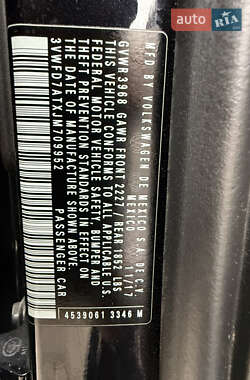 AUTO RIA
MFD BY VOLKSWAGEN DE MEXICO S.A. DE C.V.
MEXICO 11/17
GVWR3968 GAWR FRONT 2227 / REAR 1852 LBS
THIS VEHICLE CONFORMS TO ALL APPLICABLE U.S.
FEDERAL MOTOR VEHICLE SAFETY, BUMPER AND
THEFT PREVENTION STANDARDS IN EFFECT ON
THE DATE OF MANUFACTURE SHOWN ABOVE.
3VWFD7ATXJM709952 PASSENGER CAR
4539061 3346 M